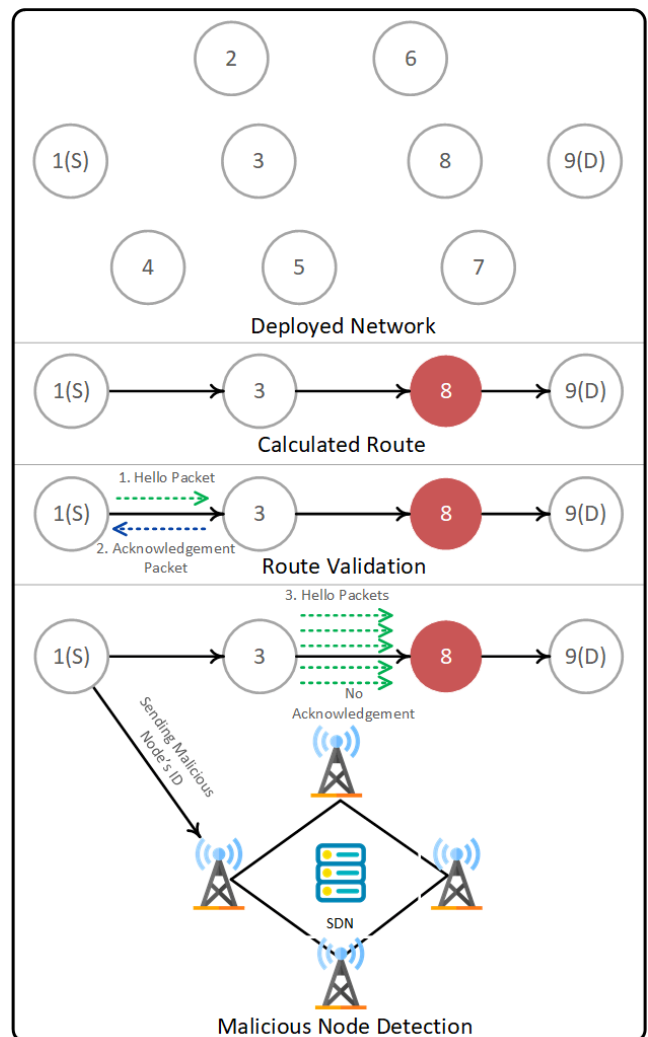 2 6
1(S) 3 8 9(D)
4 5 7
Deployed Network
1(S) 3 8 9(D)
Calculated Route
1. Hello Packet
1(S) 3 8 9(D)
2. Acknowledgement
Packet
Route Validation
3. Hello Packets
1(S) 3 8 9(D)
No
Acknowledgement
Sending Malicious
Node's ID
SDN
Malicious Node Detection